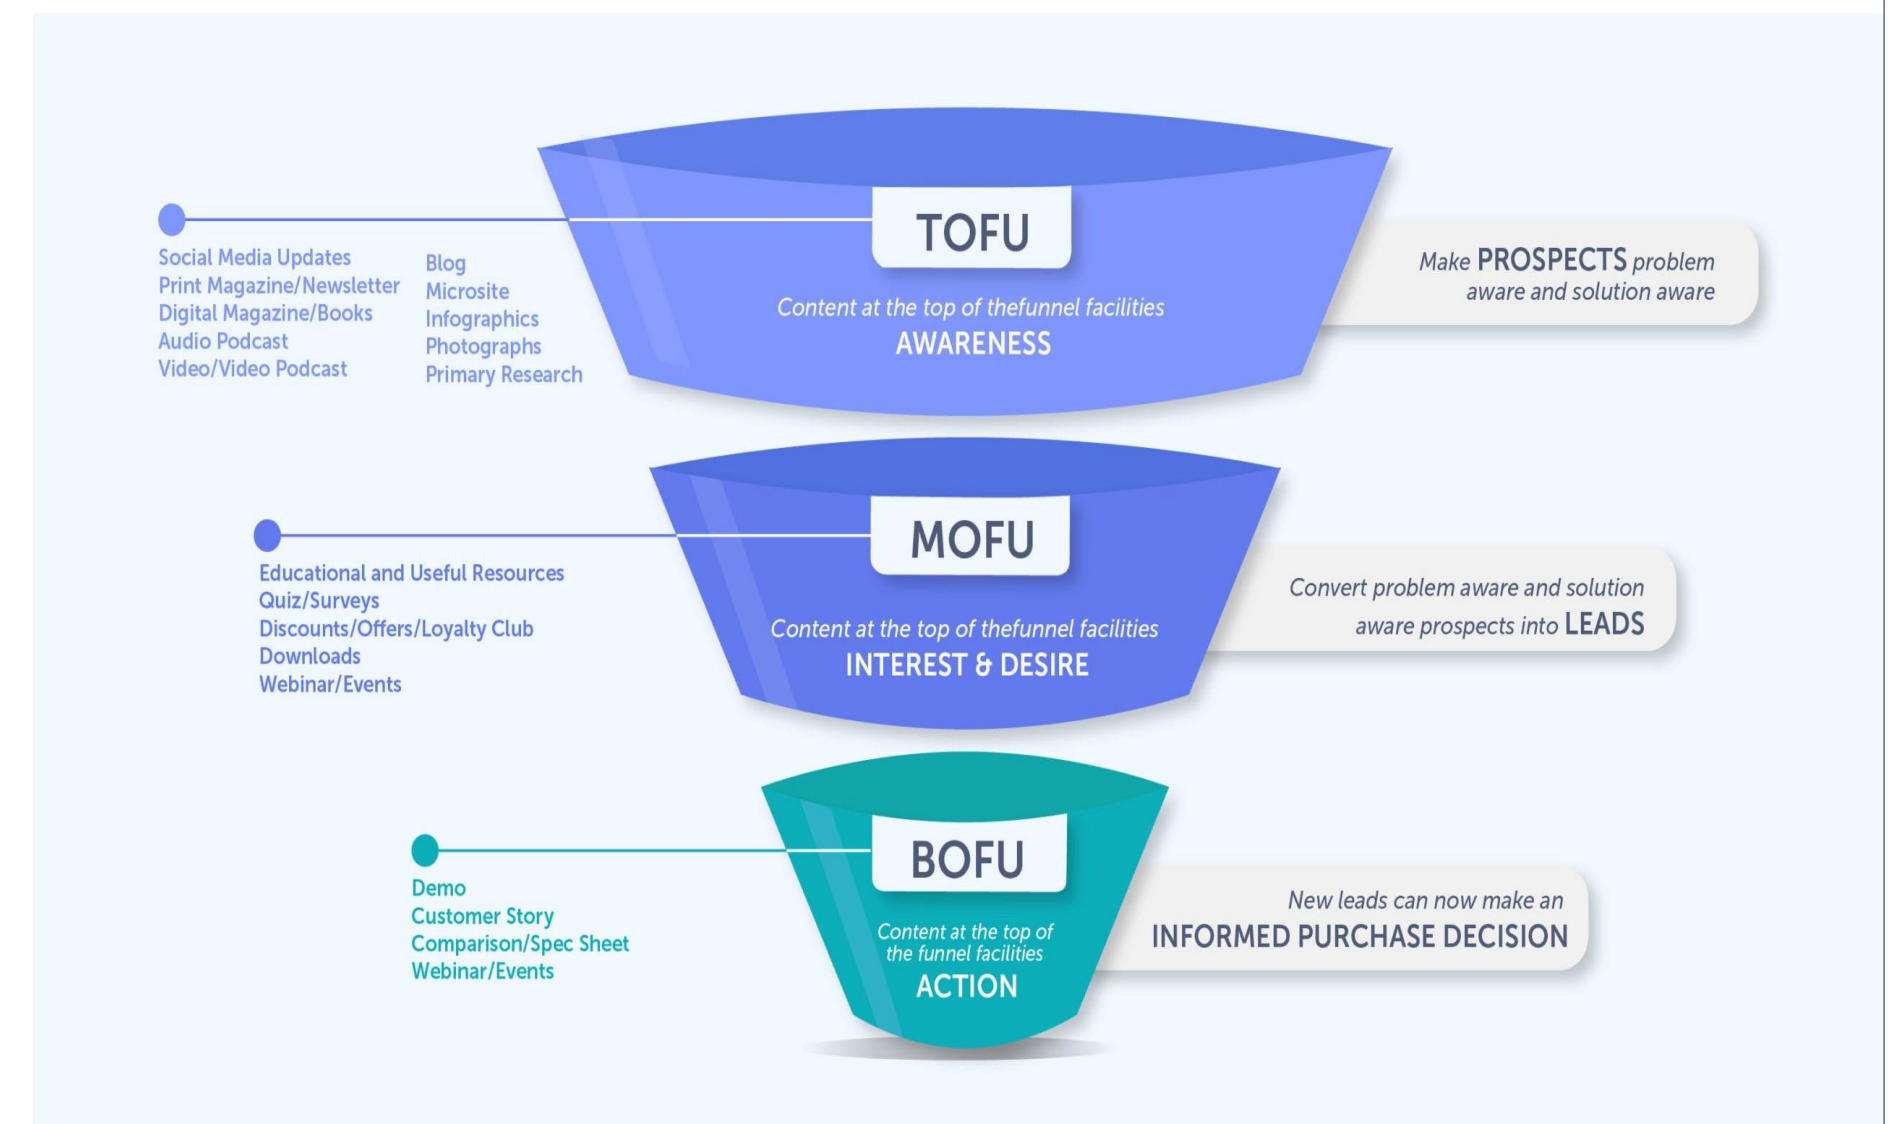 TOFU
Content at the top of thefunnel facilities
AWARENESS
Social Media Updates
Print Magazine/Newsletter
Digital Magazine/Books
Audio Podcast
Video/Video Podcast
Blog
Microsite
Infographics
Photographs
Primary Research
Make PROSPECTS problem
aware and solution aware
MOFU
Content at the top of thefunnel facilities
INTEREST & DESIRE
Educational and Useful Resources
Quiz/Surveys
Discounts/Offers/Loyalty Club
Downloads
Webinar/Events
Convert problem aware and solution
aware prospects into LEADS
BOFU
Content at the top of
the funnel facilities
ACTION
Demo
Customer Story
Comparison/Spec Sheet
Webinar/Events
New leads can now make an
INFORMED PURCHASE DECISION